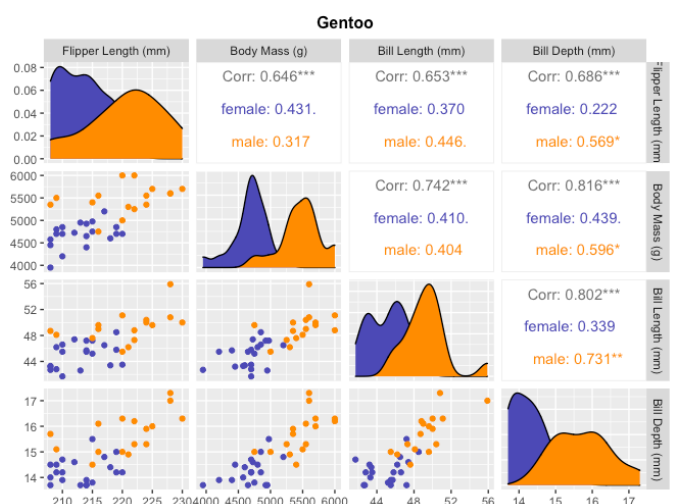 Gentoo
Flipper Length (mm) Body Mass (g) Bill Length (mm) Bill Depth (mm)
0.08
0.06
0.04
0.02
0.00
Corr: 0.646*** Corr: 0.653*** Corr: 0.686***
female: 0.431. female: 0.370 female: 0.222
male: 0.317 male: 0.446. male: 0.569*
Flipper Length (mm
6000
5500
5000
4500
4000
Corr: 0.742*** Corr: 0.816***
female: 0.410. female: 0.439.
male: 0.404 male: 0.596*
Body Mass (g)
56
52
48
44
Corr: 0.802***
female: 0.339
male: 0.731**
Bill Length (mm)
17
16
15
14
Bill Depth (mm)
210 215 220 225 230 4000 4500 5000 5500 6000 44 48 52 56 14 15 16 17